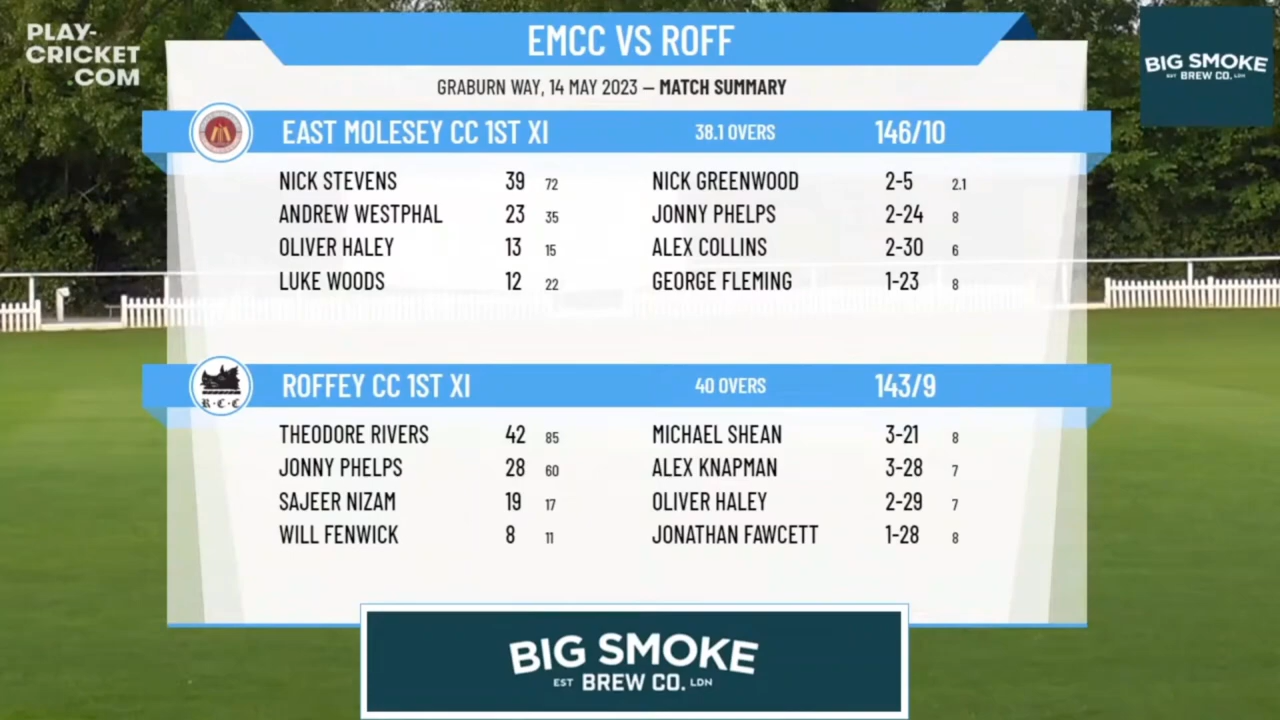 PLAY-
CRICKET
.COM
EMCC VS ROFF
BIG SMOKE
EST BREW CO. LDN
GRABURN WAY, 14 MAY 2023 – MATCH SUMMARY
EAST MOLESEY CC 1ST XI 38.1 OVERS 146/10
NICK STEVENS 39 72 NICK GREENWOOD 2-5 2.1
ANDREW WESTPHAL 23 35 JONNY PHELPS 2-24 8
OLIVER HALEY 13 15 ALEX COLLINS 2-30 6
LUKE WOODS 12 22 GEORGE FLEMING 1-23 8
R·C·C
ROFFEY CC 1ST XI 40 OVERS 143/9
THEODORE RIVERS 42 85 MICHAEL SHEAN 3-21 8
JONNY PHELPS 28 60 ALEX KNAPMAN 3-28 7
SAJEER NIZAM 19 17 OLIVER HALEY 2-29 7
WILL FENWICK 8 11 JONATHAN FAWCETT 1-28 8
BIG SMOKE
EST BREW CO. LDN